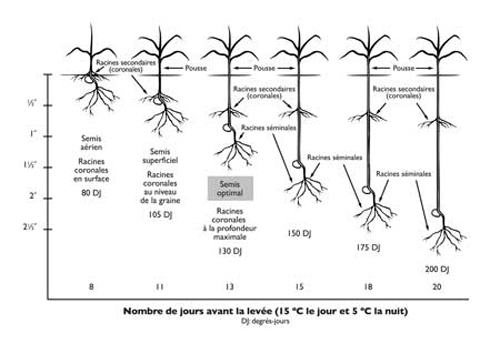 Racines secondaires
(coronales)
Pousse
Pousse
Pousse
Racines secondaires
(coronales)
Racines secondaires
(coronales)
½"
1"
1½"
2"
2½"
Racines séminales
Racines séminales
Racines séminales
Semis
aérien
Racines
coronales
en surface
80 DJ
Semis
superficiel
Racines
coronales
au niveau
de la graine
105 DJ
Semis
optimal
Racines
coronales
à la profondeur
maximale
130 DJ
150 DJ
175 DJ
200 DJ
8 11 13 15 18 20
Nombre de jours avant la levée (15 ºC le jour et 5 ºC la nuit)
DJ: degrés-jours